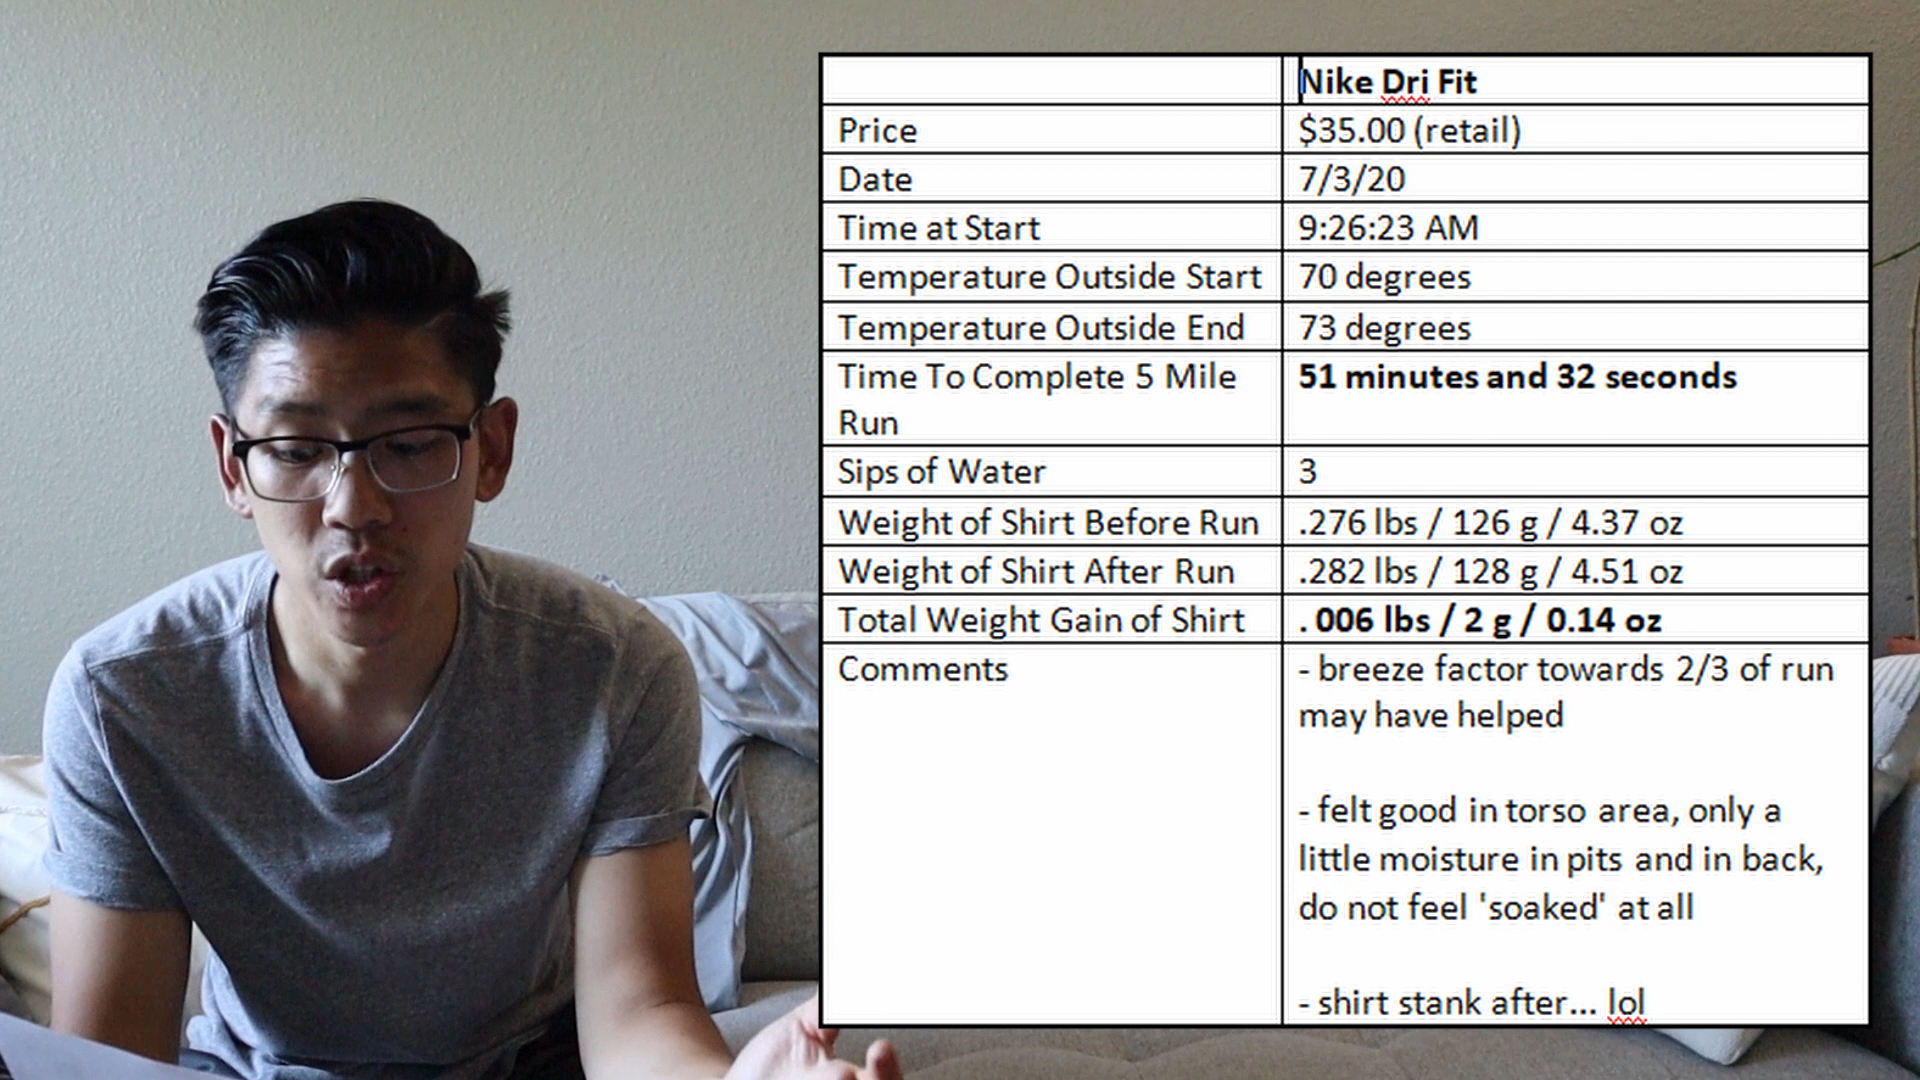 Nike Dri Fit
Price $35.00 (retail)
Date 7/3/20
Time at Start 9:26:23 AM
Temperature Outside Start 70 degrees
Temperature Outside End 73 degrees
Time To Complete 5 Mile 51 minutes and 32 seconds
Run
Sips of Water 3
Weight of Shirt Before Run .276 lbs / 126 g / 4.37 oz
Weight of Shirt After Run .282 lbs / 128 g / 4.51 oz
Total Weight Gain of Shirt .006 lbs / 2 g / 0.14 oz
Comments - breeze factor towards 2/3 of run
may have helped
- felt good in torso area, only a
little moisture in pits and in back,
do not feel 'soaked' at all
- shirt stank after... lol